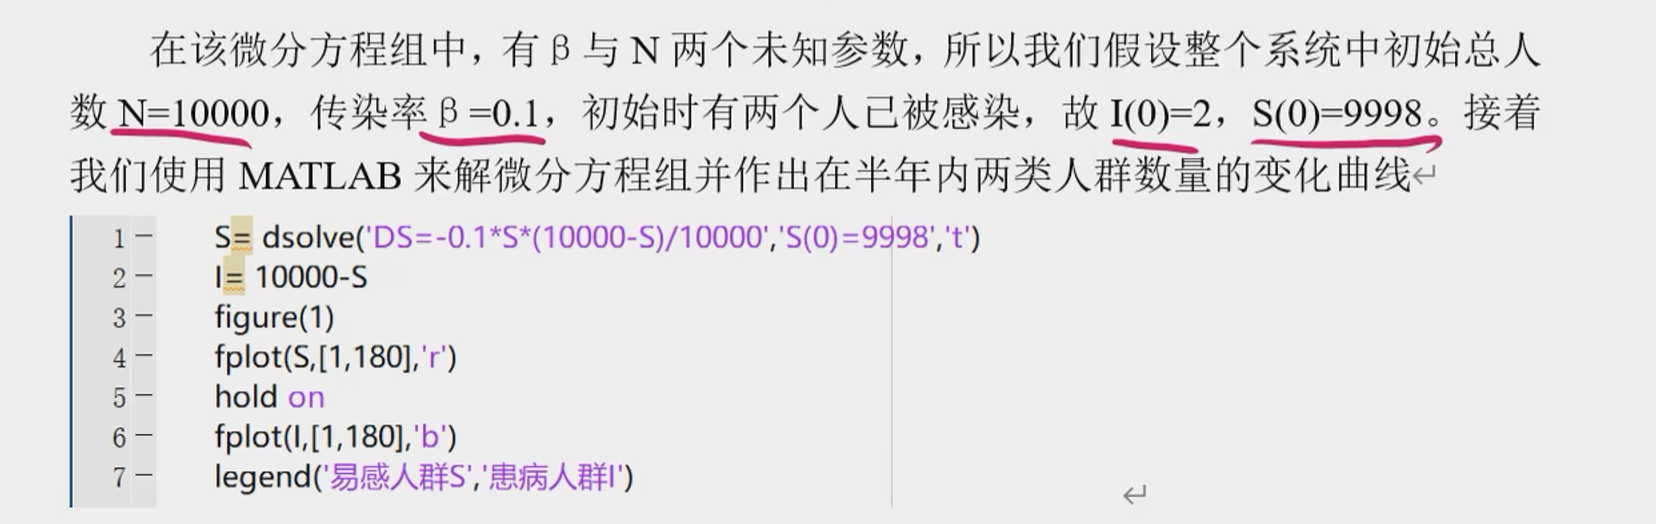 在该微分方程组中，有β与 N 两个未知参数，所以我们假设整个系统中初始总人
数 N=10000，传染率β=0.1，初始时有两个人已被感染，故 I(0)=2，S(0)=9998。接着
我们使用 MATLAB 来解微分方程组并作出在半年内两类人群数量的变化曲线↵
1 — S= dsolve('DS=-0.1*S*(10000-S)/10000','S(0)=9998','t')
2 — I= 10000-S
3 — figure(1)
4 — fplot(S,[1,180],'r')
5 — hold on
6 — fplot(I,[1,180],'b')
7 — legend('易感人群S','患病人群I')
↵